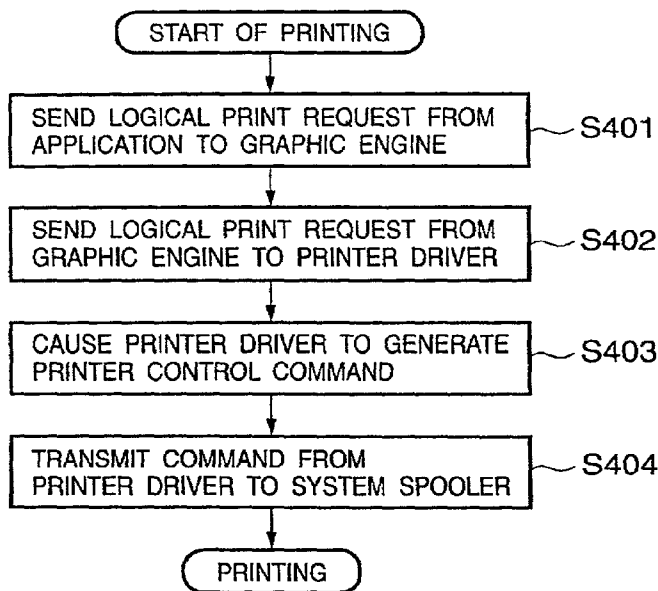 START OF PRINTING
SEND LOGICAL PRINT REQUEST FROM
APPLICATION TO GRAPHIC ENGINE
S401
SEND LOGICAL PRINT REQUEST FROM
GRAPHIC ENGINE TO PRINTER DRIVER
S402
CAUSE PRINTER DRIVER TO GENERATE
PRINTER CONTROL COMMAND
S403
TRANSMIT COMMAND FROM
PRINTER DRIVER TO SYSTEM SPOOLER
S404
PRINTING